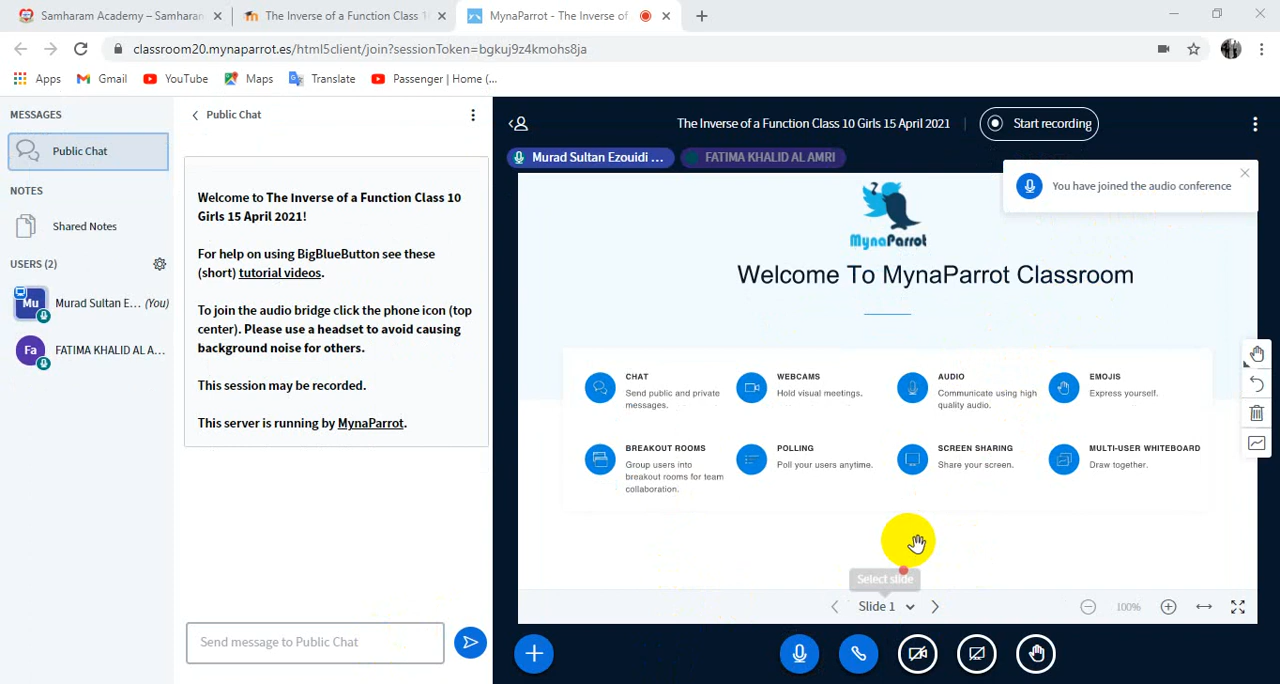 Samharam Academy – Samharan
The Inverse of a Function Class 1
MynaParrot - The Inverse of
classroom20.mynaparrot.es/html5client/join?sessionToken=bgkuj9z4kmohs8ja
Apps
Gmail
YouTube
Maps
Translate
Passenger | Home (...
MESSAGES
Public Chat
NOTES
Shared Notes
USERS (2)
Mu
Murad Sultan E... (You)
Fa
FATIMA KHALID AL A...
Public Chat
Welcome to The Inverse of a Function Class 10
Girls 15 April 2021!
For help on using BigBlueButton see these
(short) tutorial videos.
To join the audio bridge click the phone icon (top
center). Please use a headset to avoid causing
background noise for others.
This session may be recorded.
This server is running by MynaParrot.
Send message to Public Chat
The Inverse of a Function Class 10 Girls 15 April 2021
Start recording
Murad Sultan Ezouidi ...
FATIMA KHALID AL AMRI
You have joined the audio conference
MynaParrot
Welcome To MynaParrot Classroom
CHAT
Send public and private
messages.
WEBCAMS
Hold visual meetings.
AUDIO
Communicate using high
quality audio.
EMOJIS
Express yourself.
BREAKOUT ROOMS
Group users into
breakout rooms for team
collaboration.
POLLING
Poll your users anytime.
SCREEN SHARING
Share your screen.
MULTI-USER WHITEBOARD
Draw together.
Select slide
Slide 1
100%